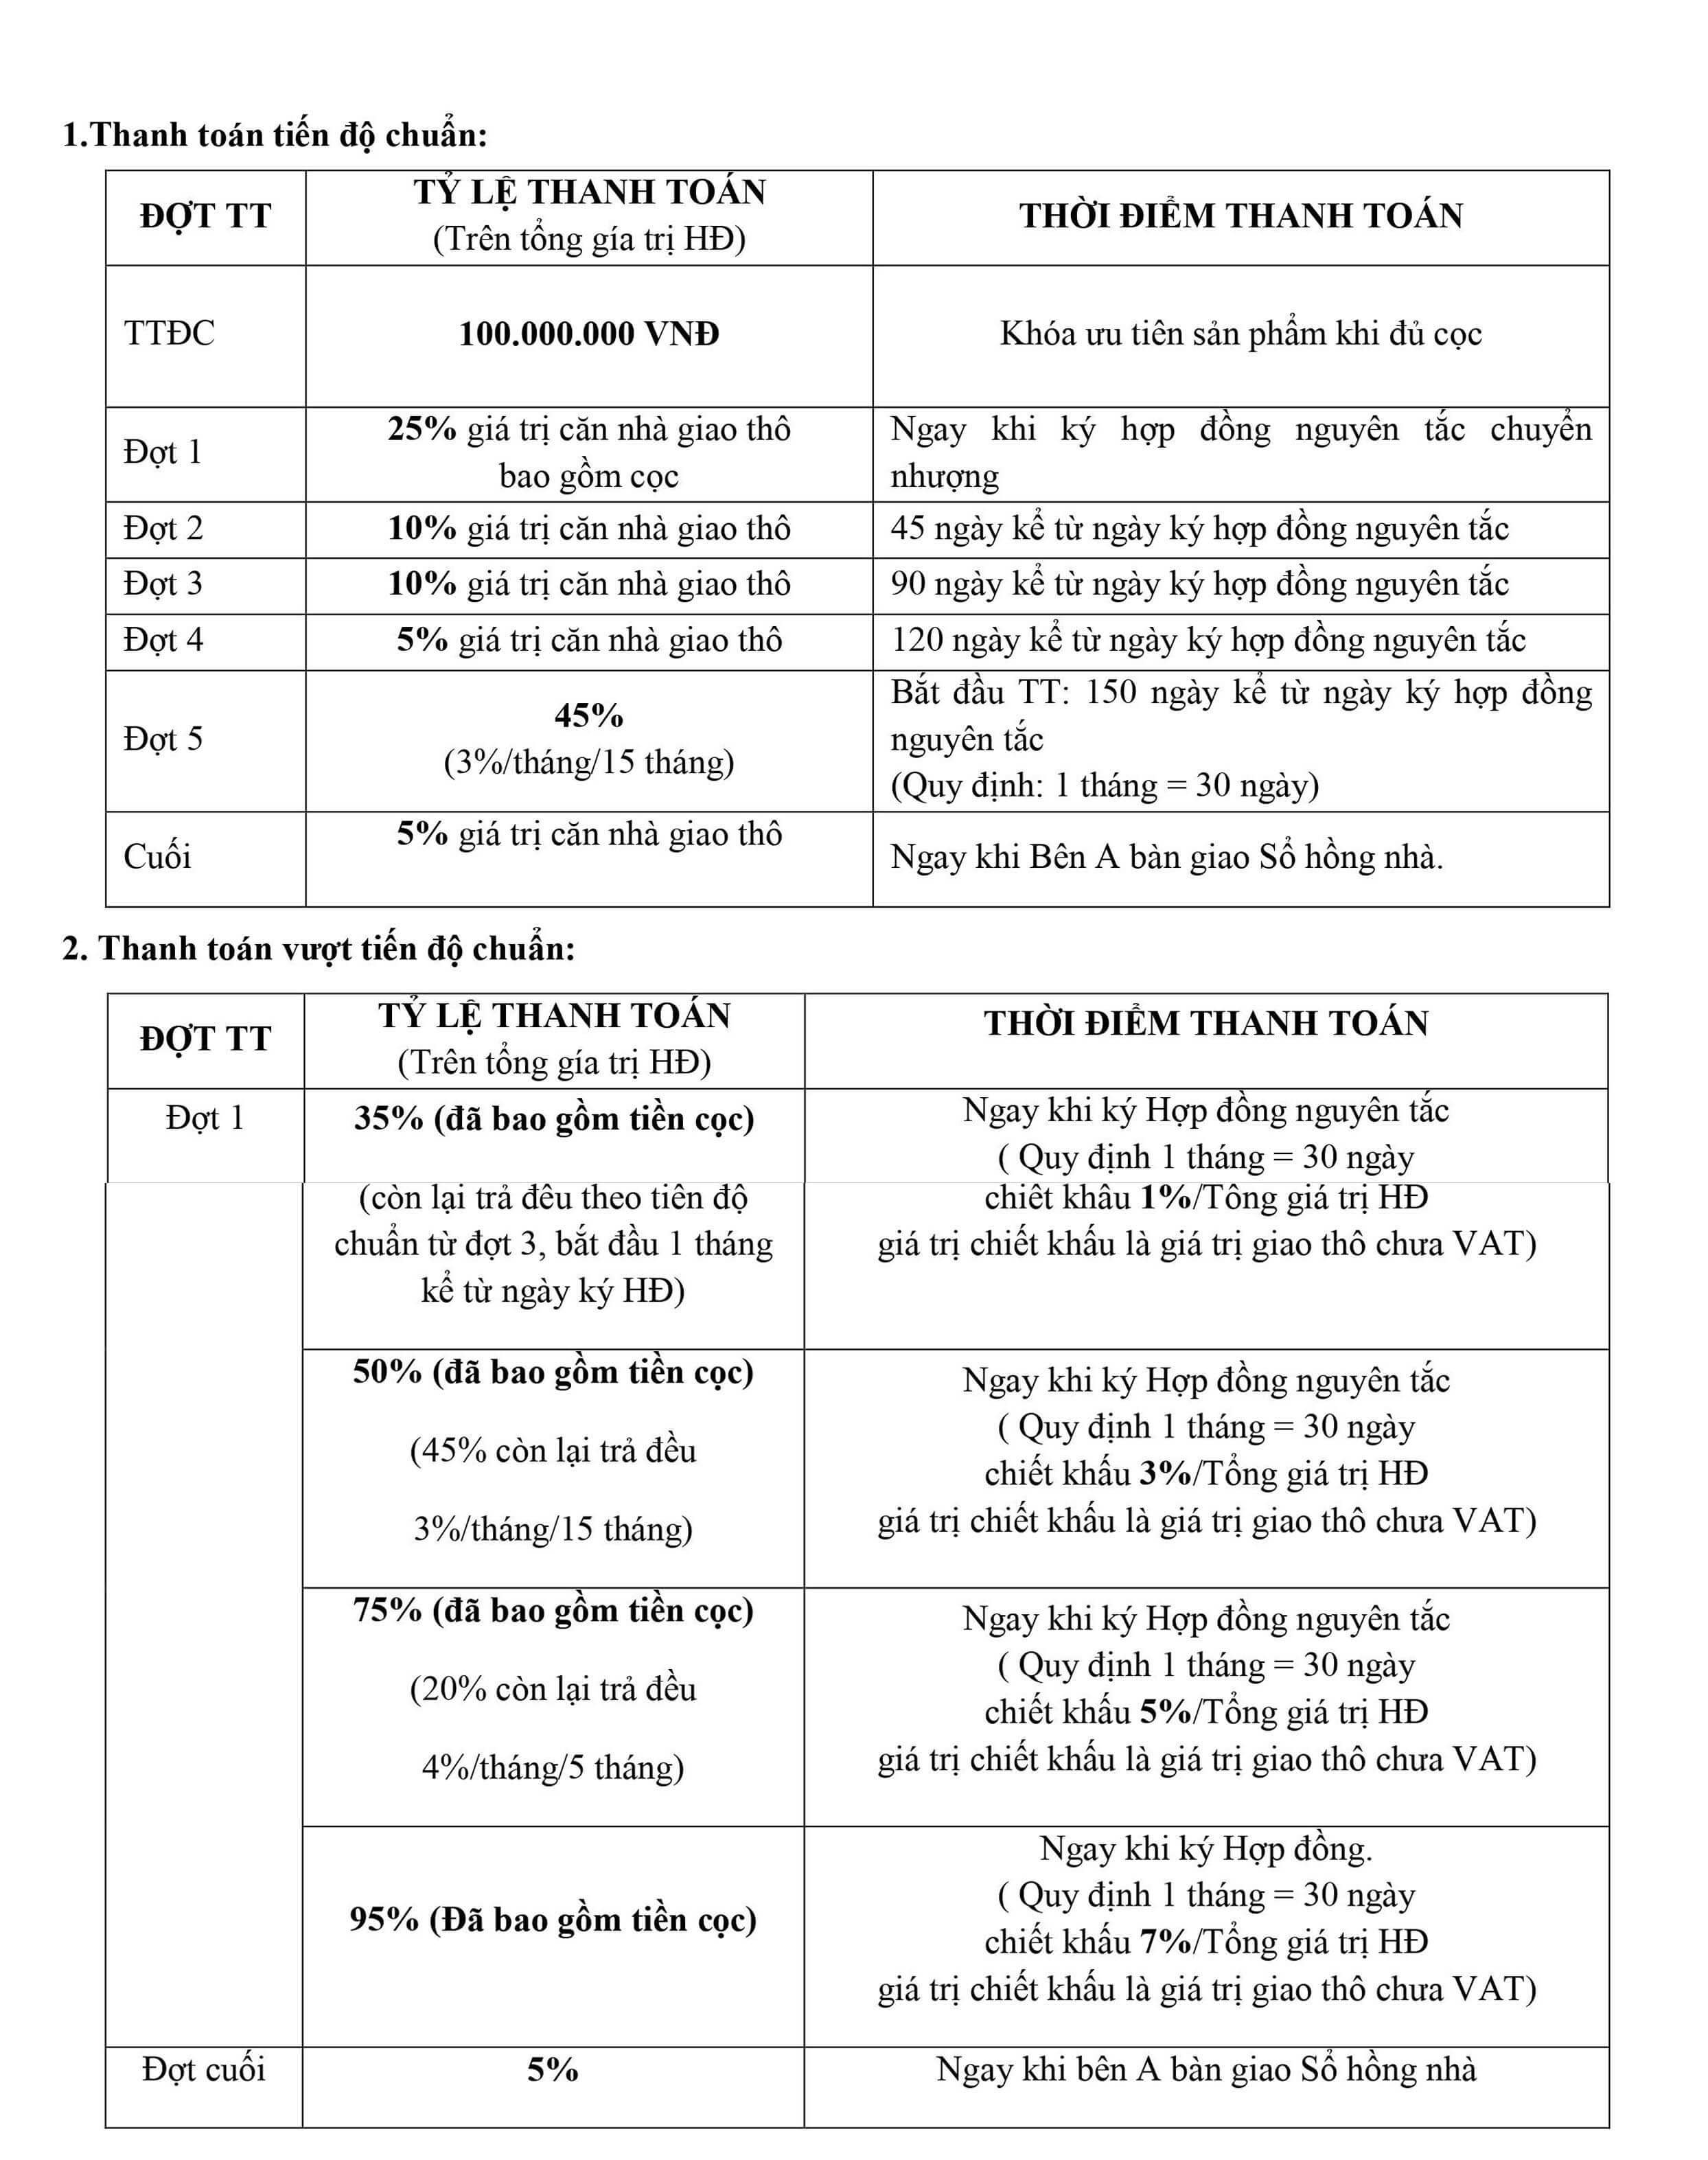 1.Thanh toán tiến độ chuẩn:
ĐỢT TT
TỶ LỆ THANH TOÁN
(Trên tổng gía trị HĐ)
THỜI ĐIỂM THANH TOÁN
TTĐC
100.000.000 VNĐ
Khóa ưu tiên sản phẩm khi đủ cọc
Đợt 1
25% giá trị căn nhà giao thô
bao gồm cọc
Ngay khi ký hợp đồng nguyên tắc chuyển
nhượng
Đợt 2
10% giá trị căn nhà giao thô
45 ngày kể từ ngày ký hợp đồng nguyên tắc
Đợt 3
10% giá trị căn nhà giao thô
90 ngày kể từ ngày ký hợp đồng nguyên tắc
Đợt 4
5% giá trị căn nhà giao thô
120 ngày kể từ ngày ký hợp đồng nguyên tắc
Đợt 5
45%
(3%/tháng/15 tháng)
Bắt đầu TT: 150 ngày kể từ ngày ký hợp đồng
nguyên tắc
(Quy định: 1 tháng = 30 ngày)
Cuối
5% giá trị căn nhà giao thô
Ngay khi Bên A bàn giao Sổ hồng nhà.
2. Thanh toán vượt tiến độ chuẩn:
ĐỢT TT
TỶ LỆ THANH TOÁN
(Trên tổng gía trị HĐ)
THỜI ĐIỂM THANH TOÁN
Đợt 1
35% (đã bao gồm tiền cọc)
(còn lại trả đều theo tiến độ
chuẩn từ đợt 3, bắt đầu 1 tháng
kể từ ngày ký HĐ)
Ngay khi ký Hợp đồng nguyên tắc
( Quy định 1 tháng = 30 ngày
chiết khấu 1%/Tổng giá trị HĐ
giá trị chiết khấu là giá trị giao thô chưa VAT)
50% (đã bao gồm tiền cọc)
(45% còn lại trả đều
3%/tháng/15 tháng)
Ngay khi ký Hợp đồng nguyên tắc
( Quy định 1 tháng = 30 ngày
chiết khấu 3%/Tổng giá trị HĐ
giá trị chiết khấu là giá trị giao thô chưa VAT)
75% (đã bao gồm tiền cọc)
(20% còn lại trả đều
4%/tháng/5 tháng)
Ngay khi ký Hợp đồng nguyên tắc
( Quy định 1 tháng = 30 ngày
chiết khấu 5%/Tổng giá trị HĐ
giá trị chiết khấu là giá trị giao thô chưa VAT)
95% (Đã bao gồm tiền cọc)
Ngay khi ký Hợp đồng.
( Quy định 1 tháng = 30 ngày
chiết khấu 7%/Tổng giá trị HĐ
giá trị chiết khấu là giá trị giao thô chưa VAT)
Đợt cuối
5%
Ngay khi bên A bàn giao Sổ hồng nhà